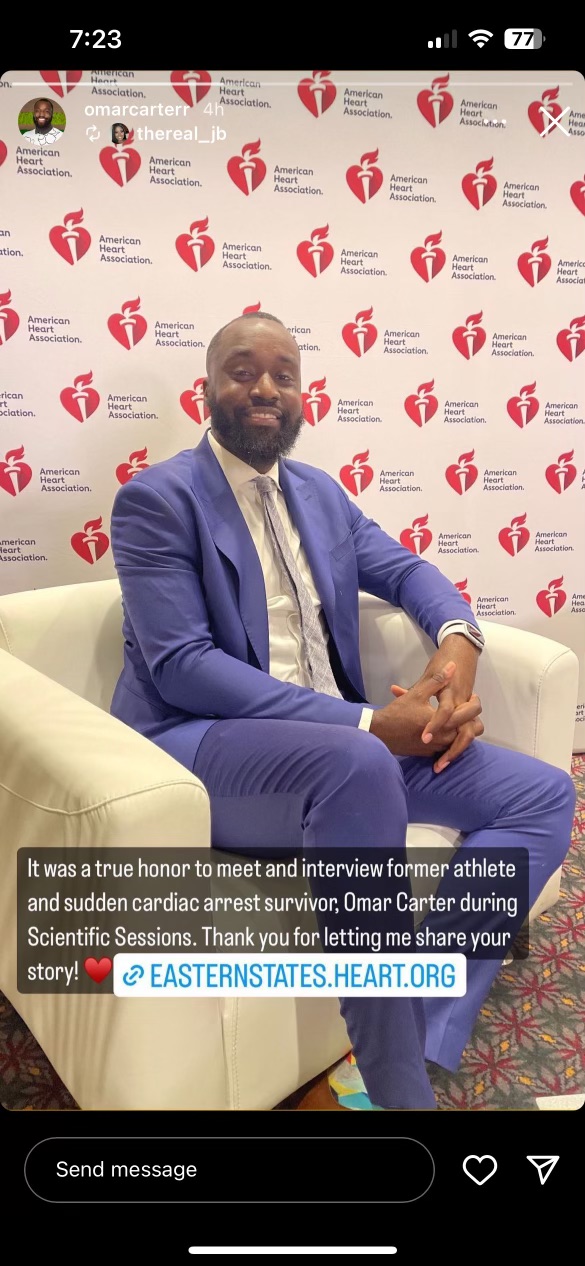 7:23
77
omarcarterr 4h
thereal_jb
American Heart Association.
It was a true honor to meet and interview former athlete
and sudden cardiac arrest survivor, Omar Carter during
Scientific Sessions. Thank you for letting me share your
story! ❤️ EASTERNSTATES.HEART.ORG
Send message